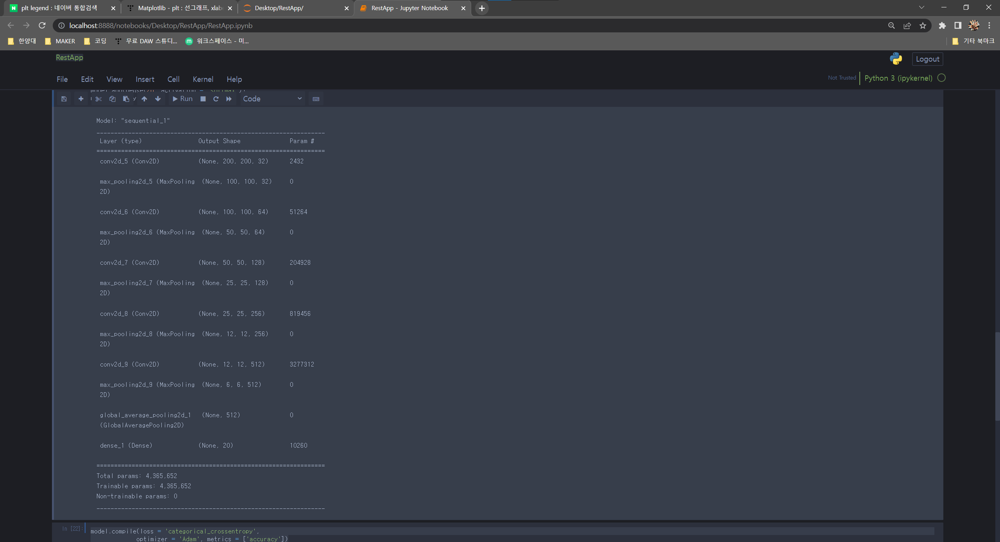 plt legend : 네이버 통합검색
Matplotlib - plt : 선그래프, xlabe
Desktop/RestApp/
RestApp - Jupyter Notebook
localhost:8888/notebooks/Desktop/RestApp/RestApp.ipynb
한양대 MAKER 코딩 무료 DAW 스튜디... 워크스페이스 - 미... 기타 북마크
RestApp Logout
File Edit View Insert Cell Kernel Help Not Trusted Python 3 (ipykernel)
Run Code
Model: "sequential_1"
_________________________________________________________________
Layer (type) Output Shape Param #
=================================================================
conv2d_5 (Conv2D) (None, 200, 200, 32) 2432
max_pooling2d_5 (MaxPooling (None, 100, 100, 32) 0
2D)
conv2d_6 (Conv2D) (None, 100, 100, 64) 51264
max_pooling2d_6 (MaxPooling (None, 50, 50, 64) 0
2D)
conv2d_7 (Conv2D) (None, 50, 50, 128) 204928
max_pooling2d_7 (MaxPooling (None, 25, 25, 128) 0
2D)
conv2d_8 (Conv2D) (None, 25, 25, 256) 819456
max_pooling2d_8 (MaxPooling (None, 12, 12, 256) 0
2D)
conv2d_9 (Conv2D) (None, 12, 12, 512) 3277312
max_pooling2d_9 (MaxPooling (None, 6, 6, 512) 0
2D)
global_average_pooling2d_1 (None, 512) 0
(GlobalAveragePooling2D)
dense_1 (Dense) (None, 20) 10260
=================================================================
Total params: 4,365,652
Trainable params: 4,365,652
Non-trainable params: 0
_________________________________________________________________
In [22]: model.compile(loss = 'categorical_crossentropy',
optimizer = 'Adam', metrics = ['accuracy'])